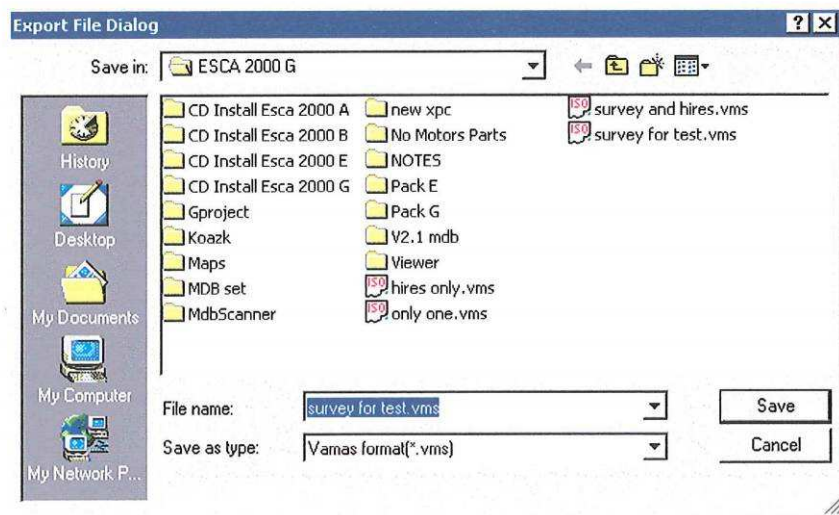 Export File Dialog
Save in: ESCA 2000 G
History
Desktop
My Documents
My Computer
My Network P...
CD Install Esca 2000 A
CD Install Esca 2000 B
CD Install Esca 2000 E
CD Install Esca 2000 G
Gproject
Koazk
Maps
MDB set
MdbScanner
new xpc
No Motors Parts
NOTES
Pack E
Pack G
V2.1 mdb
Viewer
ISO hires only.vms
ISO only one.vms
ISO survey and hires.vms
ISO survey for test.vms
File name: survey for test.vms
Save
Save as type: Vamas format(*.vms)
Cancel